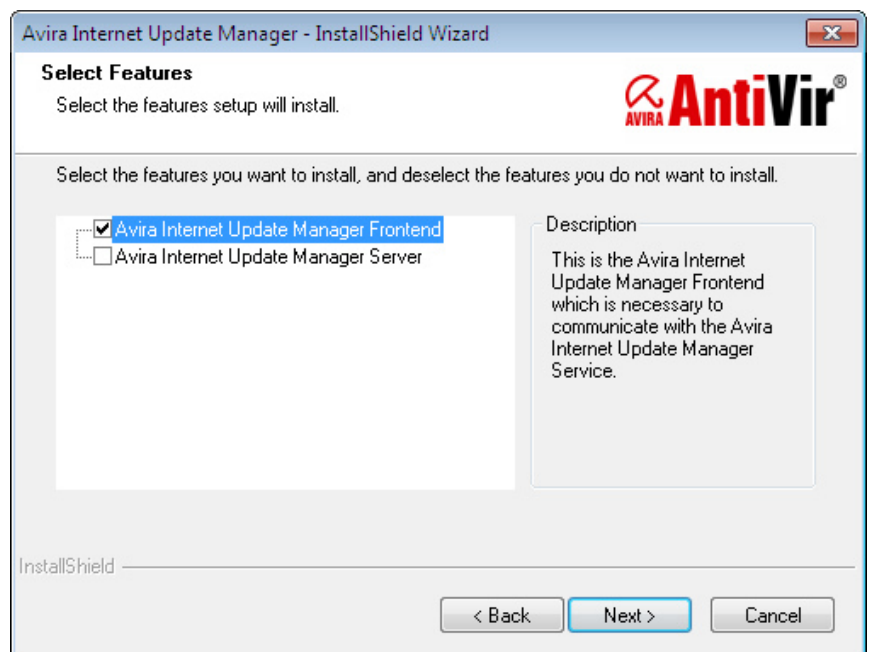 Avira Internet Update Manager - InstallShield Wizard
Select Features
Select the features setup will install.
AVIRA AntiVir®
Select the features you want to install, and deselect the features you do not want to install.
Avira Internet Update Manager Frontend
Avira Internet Update Manager Server
Description
This is the Avira Internet
Update Manager Frontend
which is necessary to
communicate with the Avira
Internet Update Manager
Service.
InstallShield
< Back
Next >
Cancel